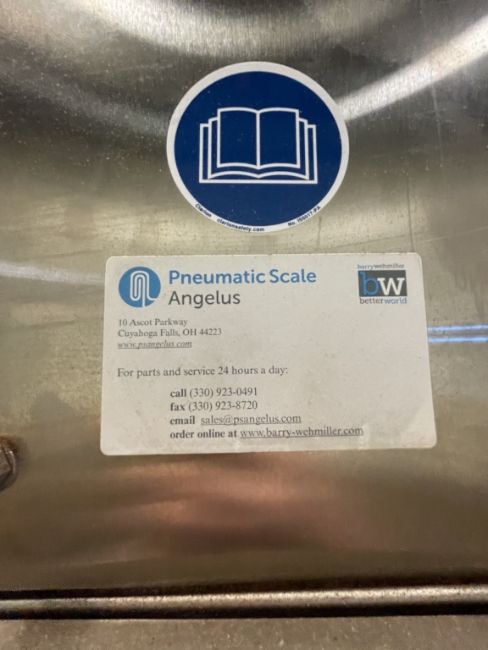 Clarion clarionsafety.com
Pneumatic Scale
Angelus
barrywehmiller
bw
betterworld
10 Ascot Parkway
Cuyahoga Falls, OH 44223
www.psangelus.com
For parts and service 24 hours a day:
call (330) 923-0491
fax (330) 923-8720
email sales@psangelus.com
order online at www.barry-wehmiller.com